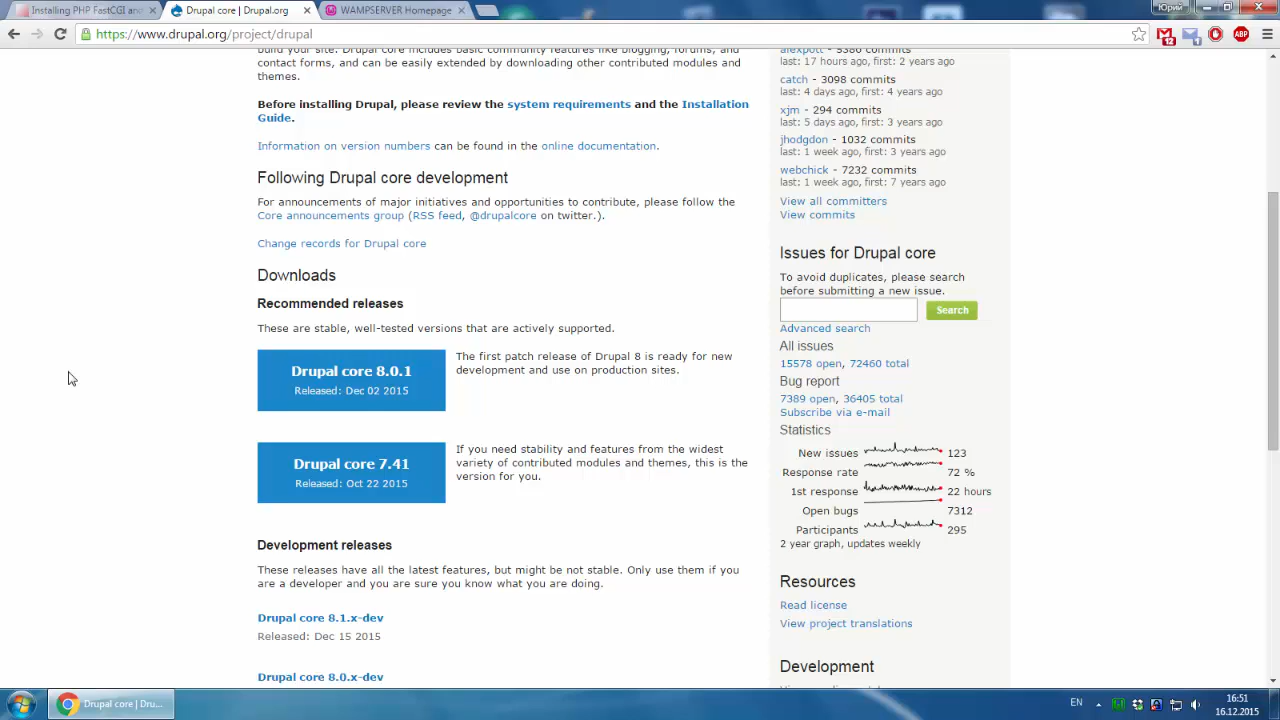 Installing PHP FastCGI an
Drupal core | Drupal.org
WAMPSERVER Homepage
Юрий
https://www.drupal.org/project/drupal
12
1
ABP
build your site. Drupal core includes basic community features like blogging, forums, and
contact forms, and can be easily extended by downloading other contributed modules and
themes.
Before installing Drupal, please review the system requirements and the Installation
Guide.
Information on version numbers can be found in the online documentation.
Following Drupal core development
For announcements of major initiatives and opportunities to contribute, please follow the
Core announcements group (RSS feed, @drupalcore on twitter.).
Change records for Drupal core
Downloads
Recommended releases
These are stable, well-tested versions that are actively supported.
Drupal core 8.0.1
Released: Dec 02 2015
The first patch release of Drupal 8 is ready for new
development and use on production sites.
Drupal core 7.41
Released: Oct 22 2015
If you need stability and features from the widest
variety of contributed modules and themes, this is the
version for you.
Development releases
These releases have all the latest features, but might be not stable. Only use them if you
are a developer and you are sure you know what you are doing.
Drupal core 8.1.x-dev
Released: Dec 15 2015
Drupal core 8.0.x-dev
alexpott - 5386 commits
last: 17 hours ago, first: 2 years ago
catch - 3098 commits
last: 4 days ago, first: 4 years ago
xjm - 294 commits
last: 5 days ago, first: 3 years ago
jhodgdon - 1032 commits
last: 1 week ago, first: 3 years ago
webchick - 7232 commits
last: 1 week ago, first: 7 years ago
View all committers
View commits
Issues for Drupal core
To avoid duplicates, please search
before submitting a new issue.
Search
Advanced search
All issues
15578 open, 72460 total
Bug report
7389 open, 36405 total
Subscribe via e-mail
Statistics
New issues 123
Response rate 72 %
1st response 22 hours
Open bugs 7312
Participants 295
2 year graph, updates weekly
Resources
Read license
View project translations
Development
Drupal core | Dru...
EN
16:51
16.12.2015